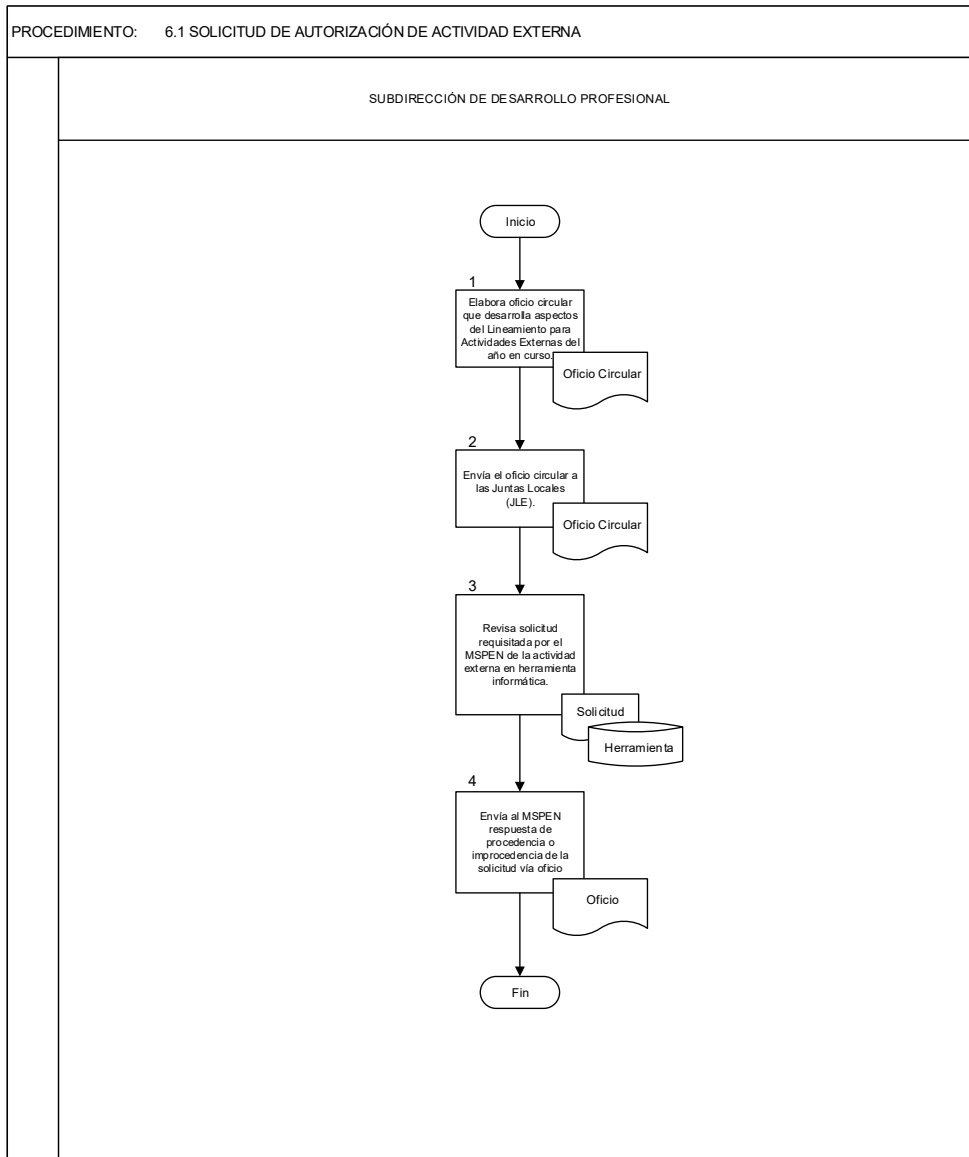 PROCEDIMIENTO: 6.1 SOLICITUD DE AUTORIZACIÓN DE ACTIVIDAD EXTERNA
SUBDIRECCIÓN DE DESARROLLO PROFESIONAL
Inicio
1
Elabora oficio circular
que desarrolla aspectos
del Lineamiento para
Actividades Externas del
año en curso.
Oficio Circular
2
Envía el oficio circular a
las Juntas Locales
(JLE).
Oficio Circular
3
Revisa solicitud
requisitada por el
MSPEN de la actividad
externa en herramienta
informática.
Solicitud
Herramienta
4
Envía al MSPEN
respuesta de
procedencia o
improcedencia de la
solicitud vía oficio
Oficio
Fin